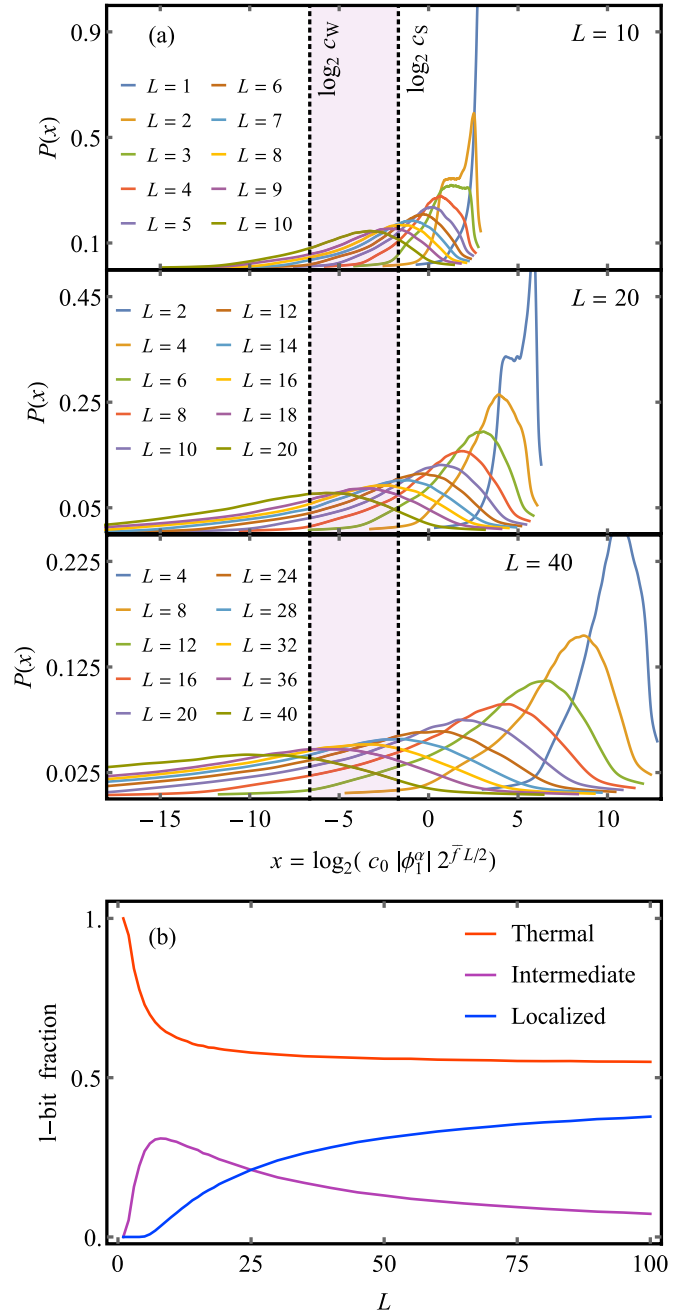 (a)
log₂ c_W
log₂ c_S
L = 10
L = 1 L = 6
L = 2 L = 7
L = 3 L = 8
L = 4 L = 9
L = 5 L = 10
P(x)
0.9
0.5
0.1
L = 20
L = 2 L = 12
L = 4 L = 14
L = 6 L = 16
L = 8 L = 18
L = 10 L = 20
P(x)
0.45
0.25
0.05
L = 40
L = 4 L = 24
L = 8 L = 28
L = 12 L = 32
L = 16 L = 36
L = 20 L = 40
P(x)
0.225
0.125
0.025
−15 −10 −5 0 5 10
x = log₂( c₀ |ϕ₁^α| 2^{f̅ L/2})
(b)
Thermal
Intermediate
Localized
l−bit fraction
1.
0.5
0.
0 25 50 75 100
L